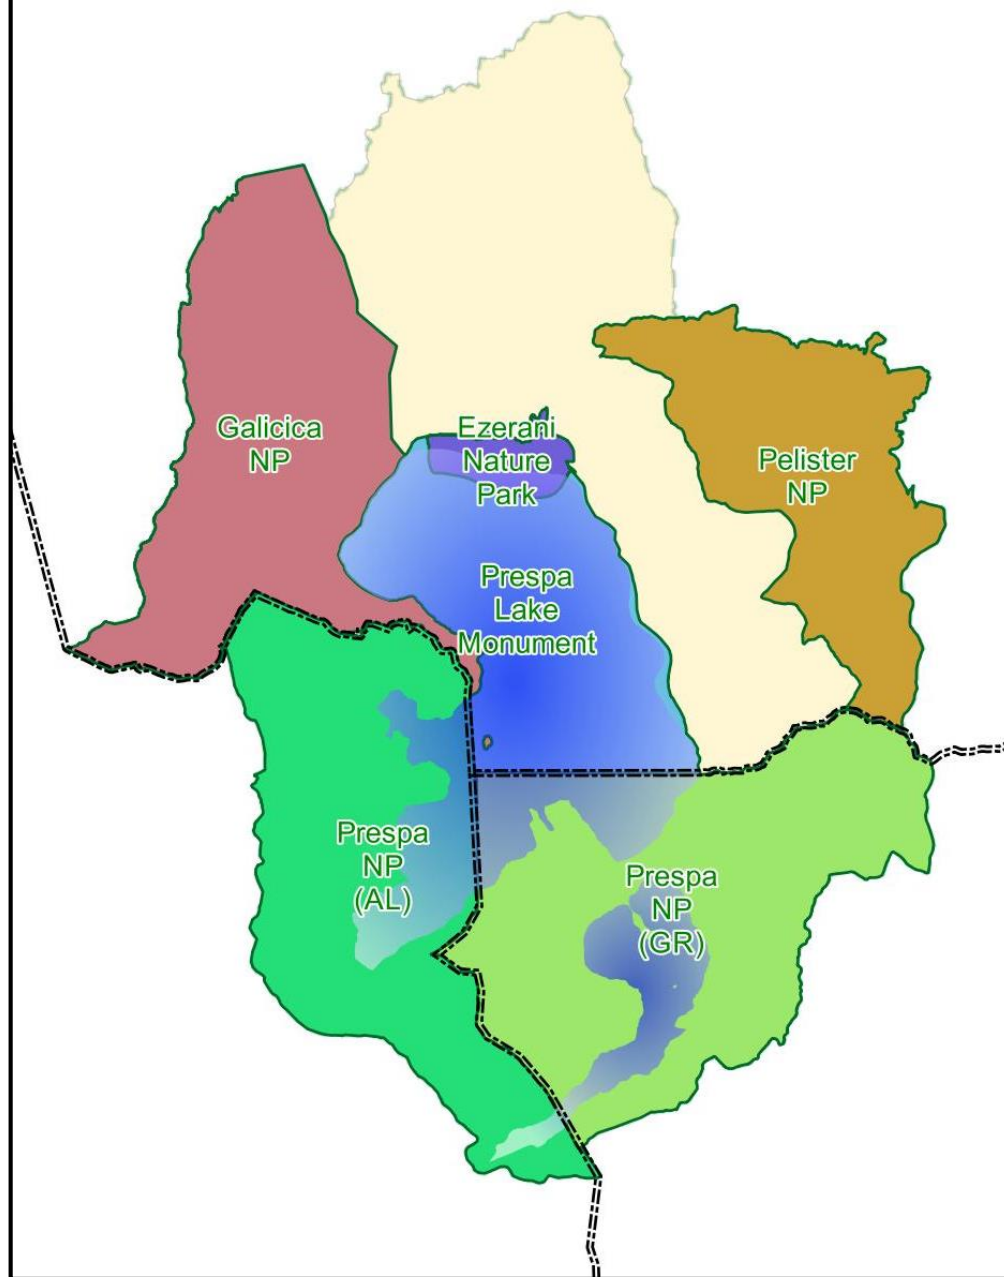 Galicica
NP
Ezerani
Nature
Park
Pelister
NP
Prespa
Lake
Monument
Prespa
NP
(AL)
Prespa
NP
(GR)